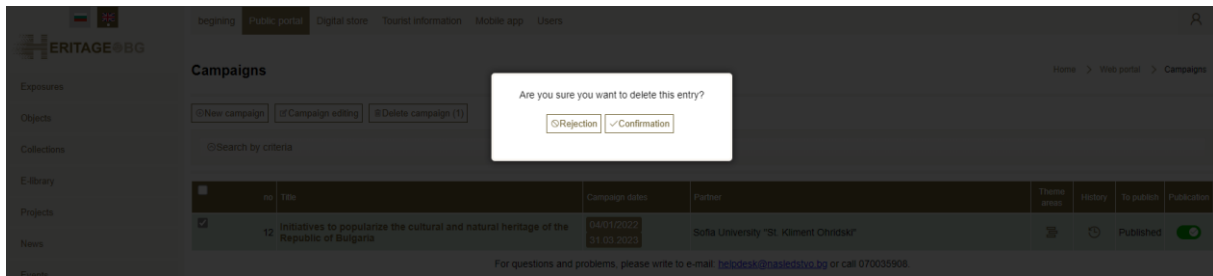 begining Public portal Digital store Tourist information Mobile app Users
ERITAGE BG
Campaigns
Home > Web portal > Campaigns
Exposures
Objects
Collections
E-library
Projects
News
Events
New campaign Campaign editing Delete campaign (1)
Search by criteria
Are you sure you want to delete this entry?
Rejection Confirmation
no Title Campaign dates Partner Theme areas History To publish Publication
12 Initiatives to popularize the cultural and natural heritage of the Republic of Bulgaria
04/01/2022
31.03.2023
Sofia University "St. Kliment Ohridski"
Published
For questions and problems, please write to e-mail: helpdesk@nasledstvo.bg or call 070035908.